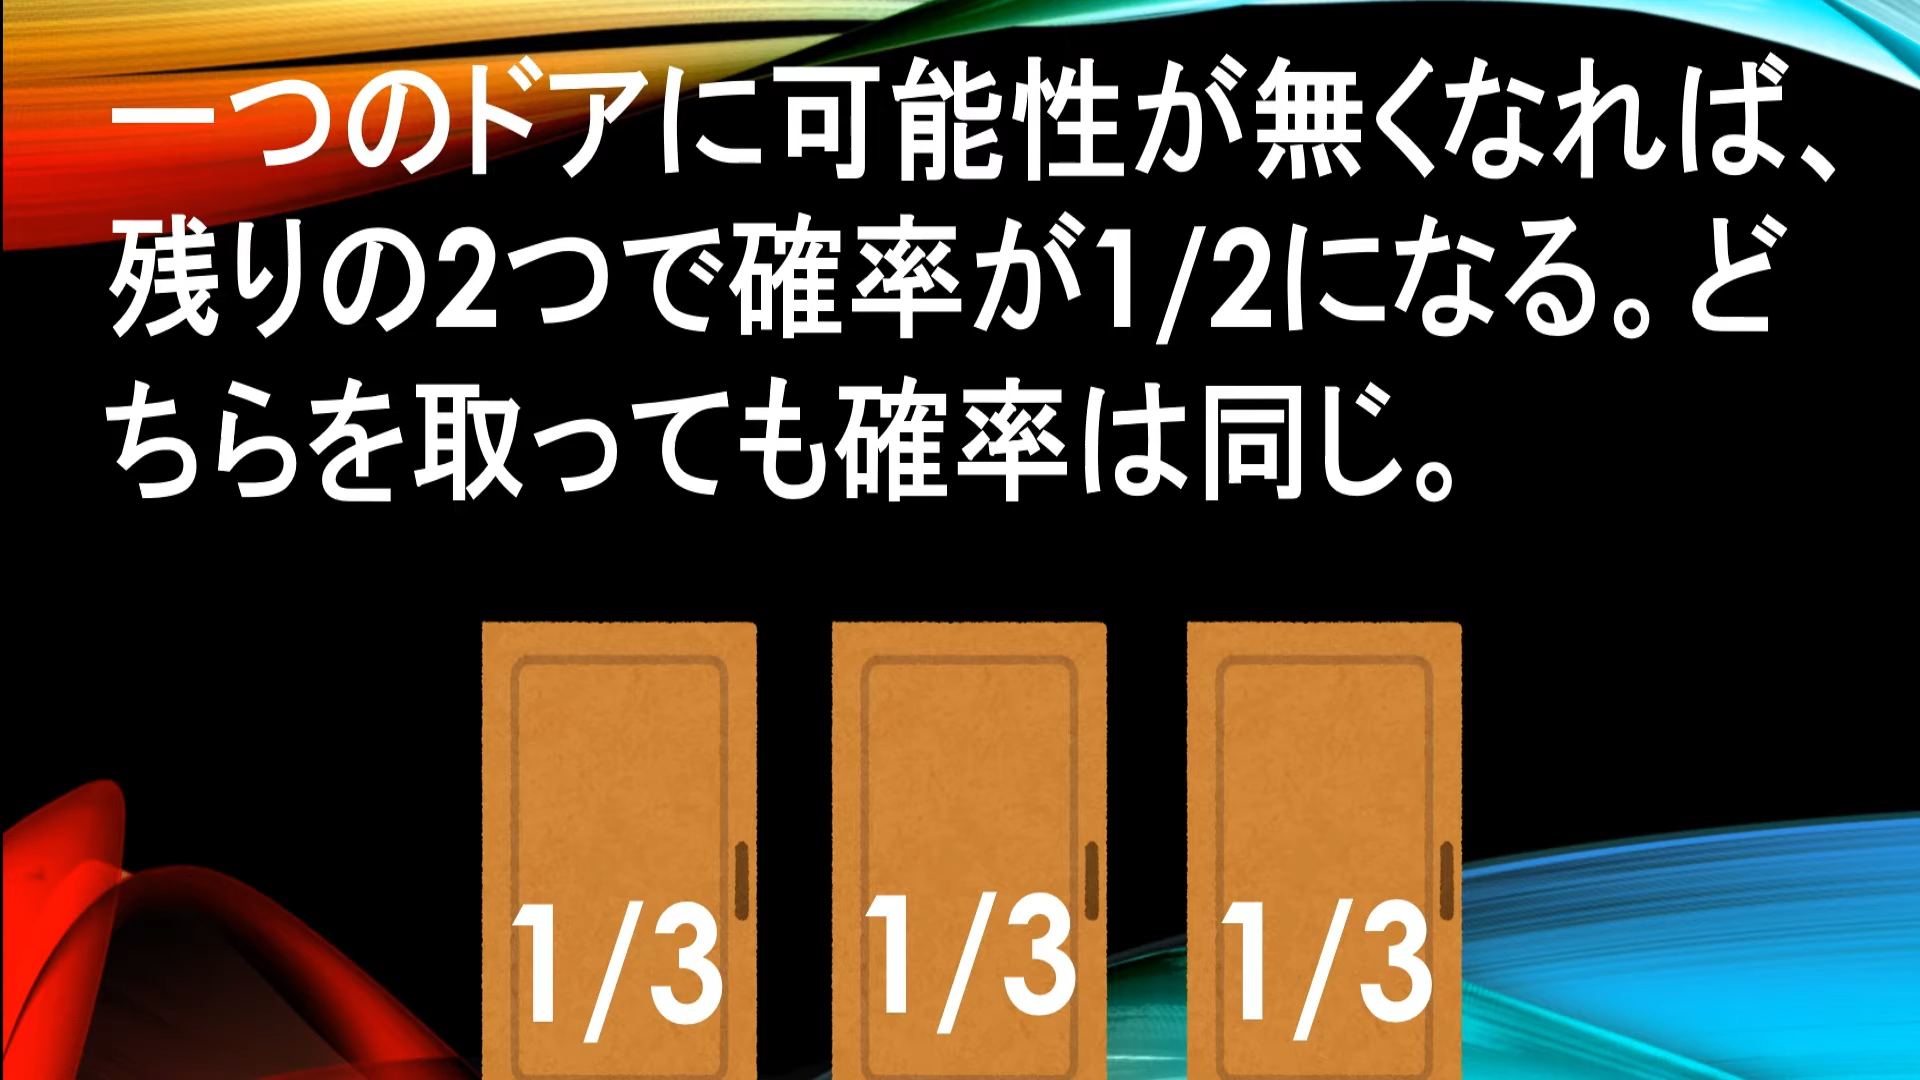 一つのドアに可能性が無くなれば、
残りの2つで確率が1/2になる。ど
ちらを取っても確率は同じ。
1/3 1/3 1/3